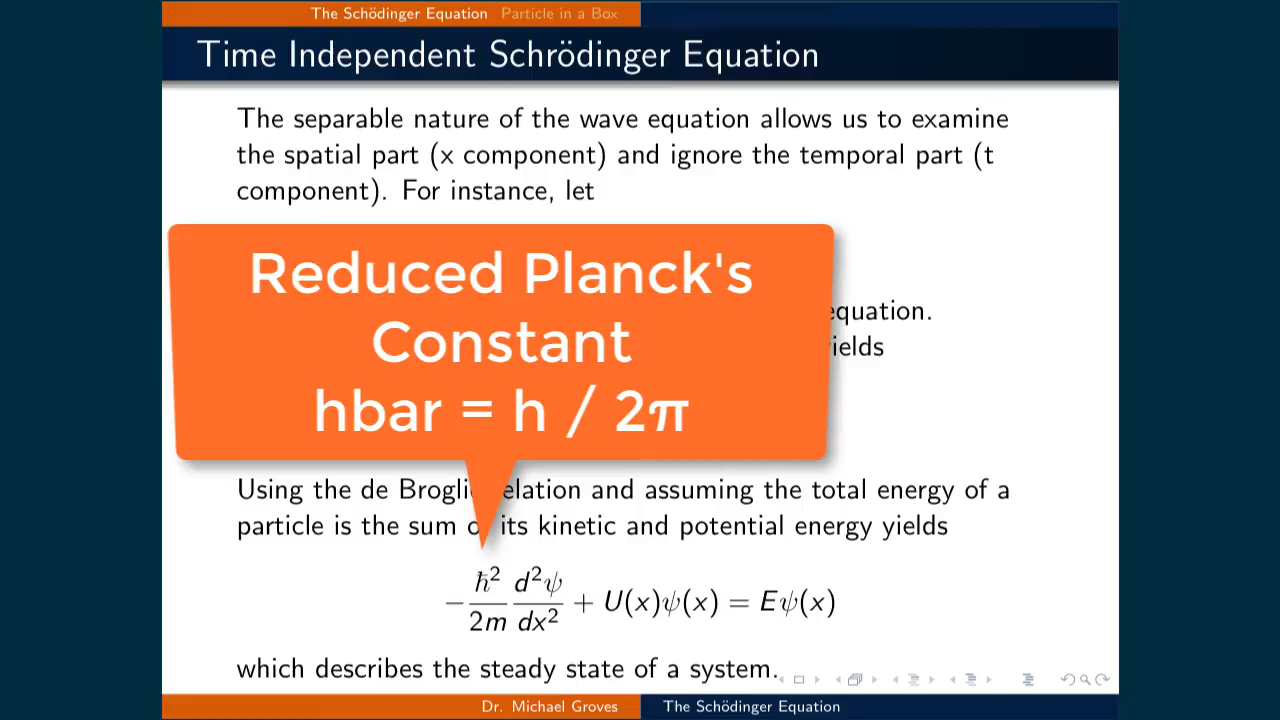 The Schödinger Equation Particle in a Box
Time Independent Schrödinger Equation
The separable nature of the wave equation allows us to examine
the spatial part (x component) and ignore the temporal part (t
component). For instance, let
Reduced Planck's
Constant
hbar = h / 2π
equation.
Using the de relation and assuming the total energy of a
particle is the sum its kinetic and potential energy yields
−ħ²/2m d²ψ/dx² + U(x)ψ(x) = Eψ(x)
which describes the steady state of a system.
Dr. Michael Groves The Schödinger Equation